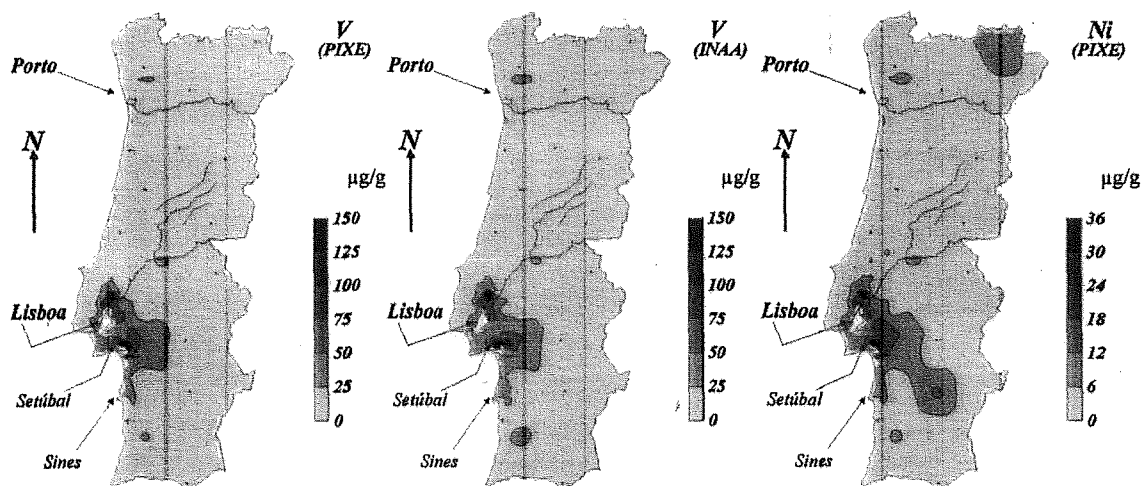 V
(PIXE)
Porto
N
µg/g
150
125
100
75
50
25
0
Lisboa
Setúbal
Sines
V
(INAA)
Porto
N
µg/g
150
125
100
75
50
25
0
Lisboa
Setúbal
Sines
Ni
(PIXE)
Porto
N
µg/g
36
30
24
18
12
6
0
Lisboa
Setúbal
Sines